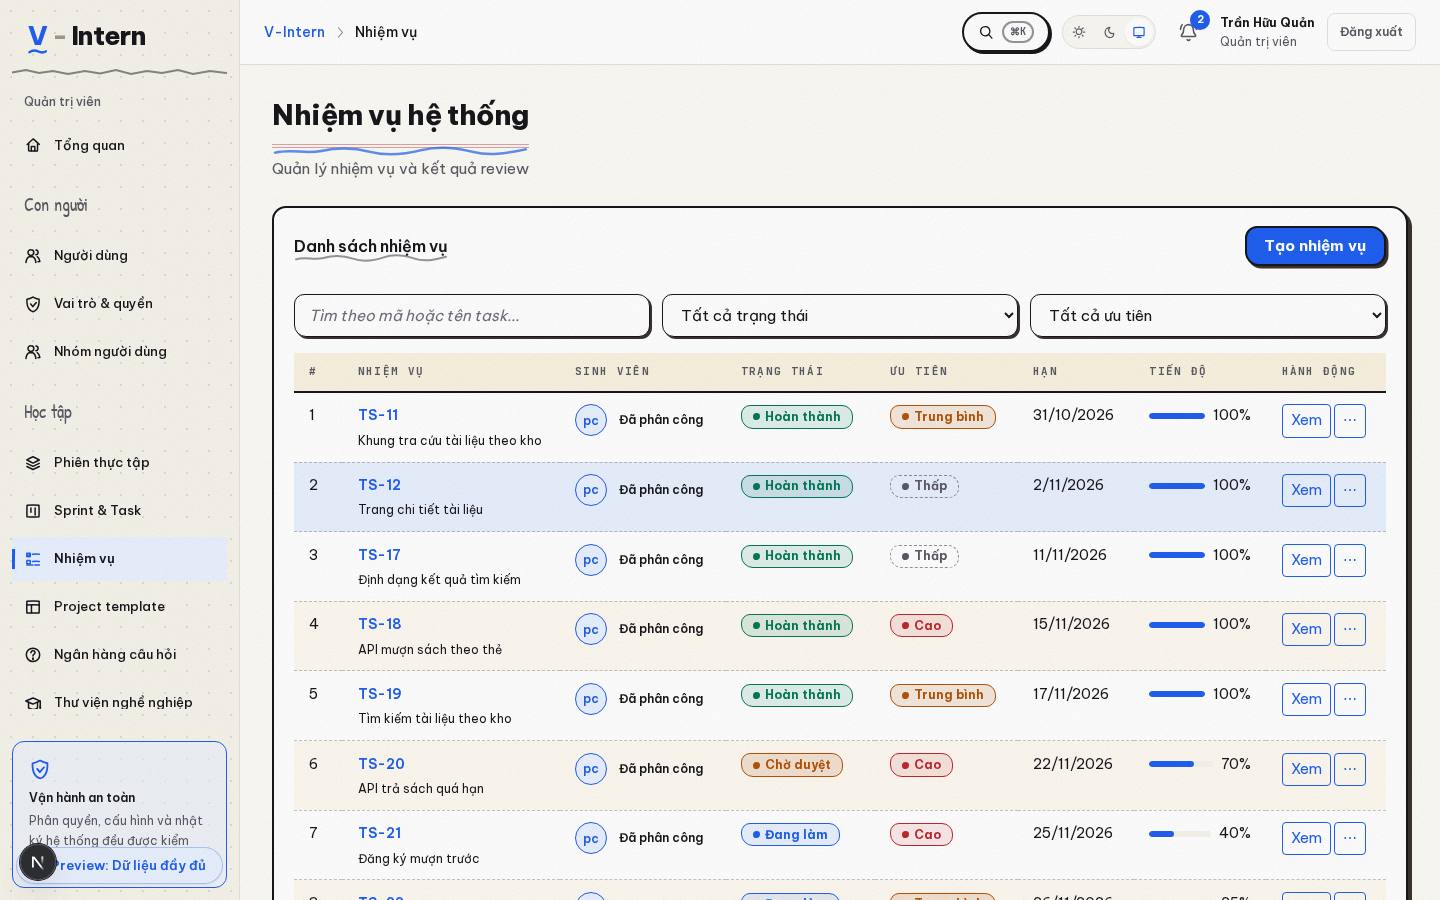 V - Intern
Quản trị viên
Tổng quan
Con người
Người dùng
Vai trò & quyền
Nhóm người dùng
Học tập
Phiên thực tập
Sprint & Task
Nhiệm vụ
Project template
Ngân hàng câu hỏi
Thư viện nghề nghiệp
Vận hành an toàn
Phân quyền, cấu hình và nhật
ký hệ thống đều được kiểm
Preview: Dữ liệu đầy đủ
V-Intern > Nhiệm vụ
⌘K
2
Trần Hữu Quản
Quản trị viên
Đăng xuất
Nhiệm vụ hệ thống
Quản lý nhiệm vụ và kết quả review
Danh sách nhiệm vụ
Tạo nhiệm vụ
Tìm theo mã hoặc tên task...
Tất cả trạng thái
Tất cả ưu tiên
# NHIỆM VỤ SINH VIÊN TRẠNG THÁI ƯU TIÊN HẠN TIẾN ĐỘ HÀNH ĐỘNG
1 TS-11 pc Đã phân công Hoàn thành Trung bình 31/10/2026 100% Xem ...
Khung tra cứu tài liệu theo kho
2 TS-12 pc Đã phân công Hoàn thành Thấp 2/11/2026 100% Xem ...
Trang chi tiết tài liệu
3 TS-17 pc Đã phân công Hoàn thành Thấp 11/11/2026 100% Xem ...
Định dạng kết quả tìm kiếm
4 TS-18 pc Đã phân công Hoàn thành Cao 15/11/2026 100% Xem ...
API mượn sách theo thẻ
5 TS-19 pc Đã phân công Hoàn thành Trung bình 17/11/2026 100% Xem ...
Tìm kiếm tài liệu theo kho
6 TS-20 pc Đã phân công Chờ duyệt Cao 22/11/2026 70% Xem ...
API trả sách quá hạn
7 TS-21 pc Đã phân công Đang làm Cao 25/11/2026 40% Xem ...
Đăng ký mượn trước